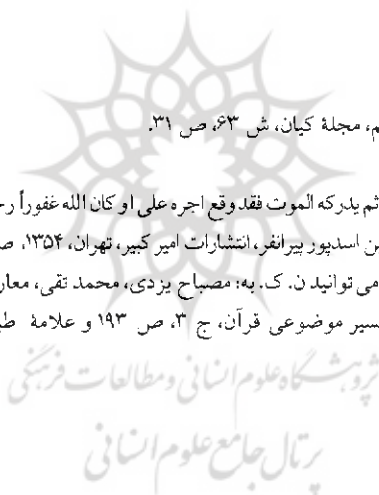 م، مجلهٔ کیان، ش ۶۳، ص ۳۱.
ثم یدرکه الموت فقد وقع اجره علی او کان الله غفوراً رح
ن اسدپور پیرانفر، انتشارات امیر کبیر، تهران، ۱۳۵۴، ص
می توانید ن. ک. به: مصباح یزدی، محمد تقی، معار
سیر موضوعی قرآن، ج ۳، ص ۱۹۳ و علامهٔ طب
پژوهشگاه علوم انسانی و مطالعات فرهنگی
پرتال جامع علوم انسانی